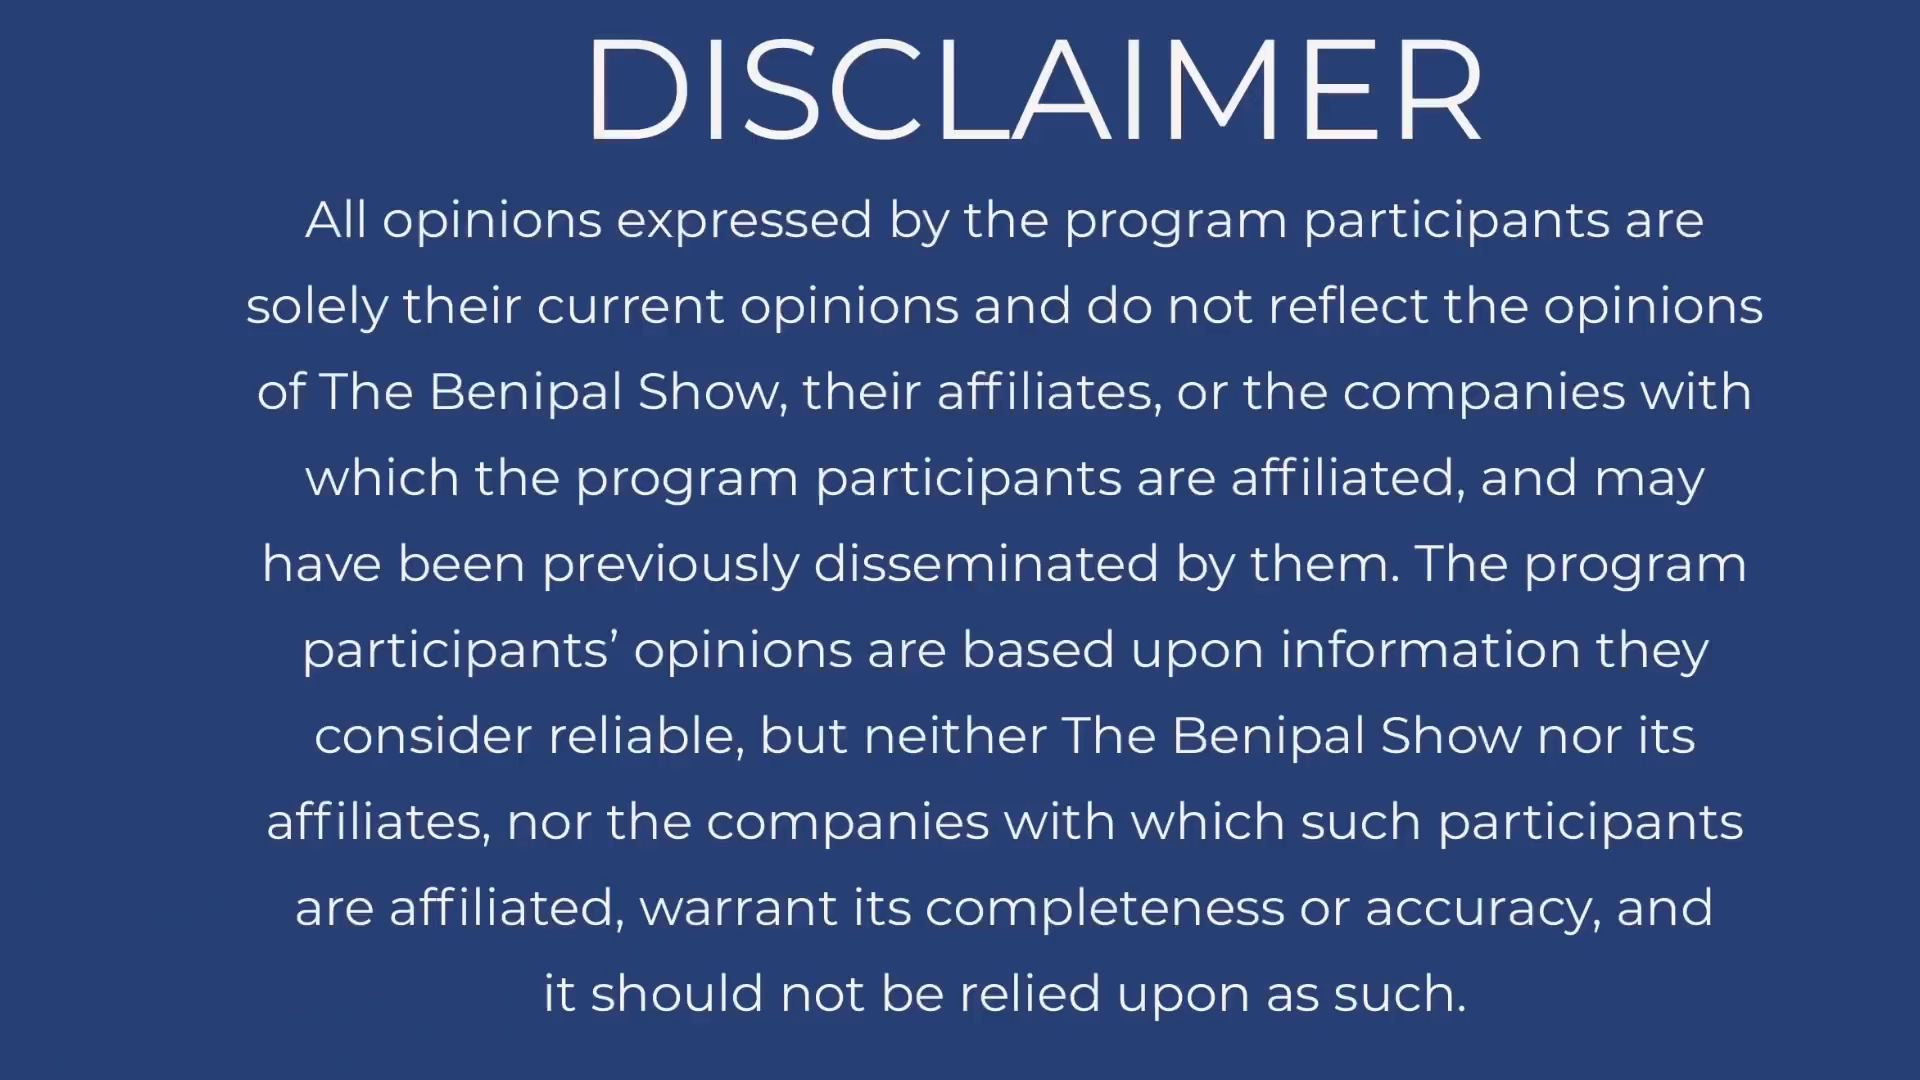 DISCLAIMER
All opinions expressed by the program participants are
solely their current opinions and do not reflect the opinions
of The Benipal Show, their affiliates, or the companies with
which the program participants are affiliated, and may
have been previously disseminated by them. The program
participants’ opinions are based upon information they
consider reliable, but neither The Benipal Show nor its
affiliates, nor the companies with which such participants
are affiliated, warrant its completeness or accuracy, and
it should not be relied upon as such.